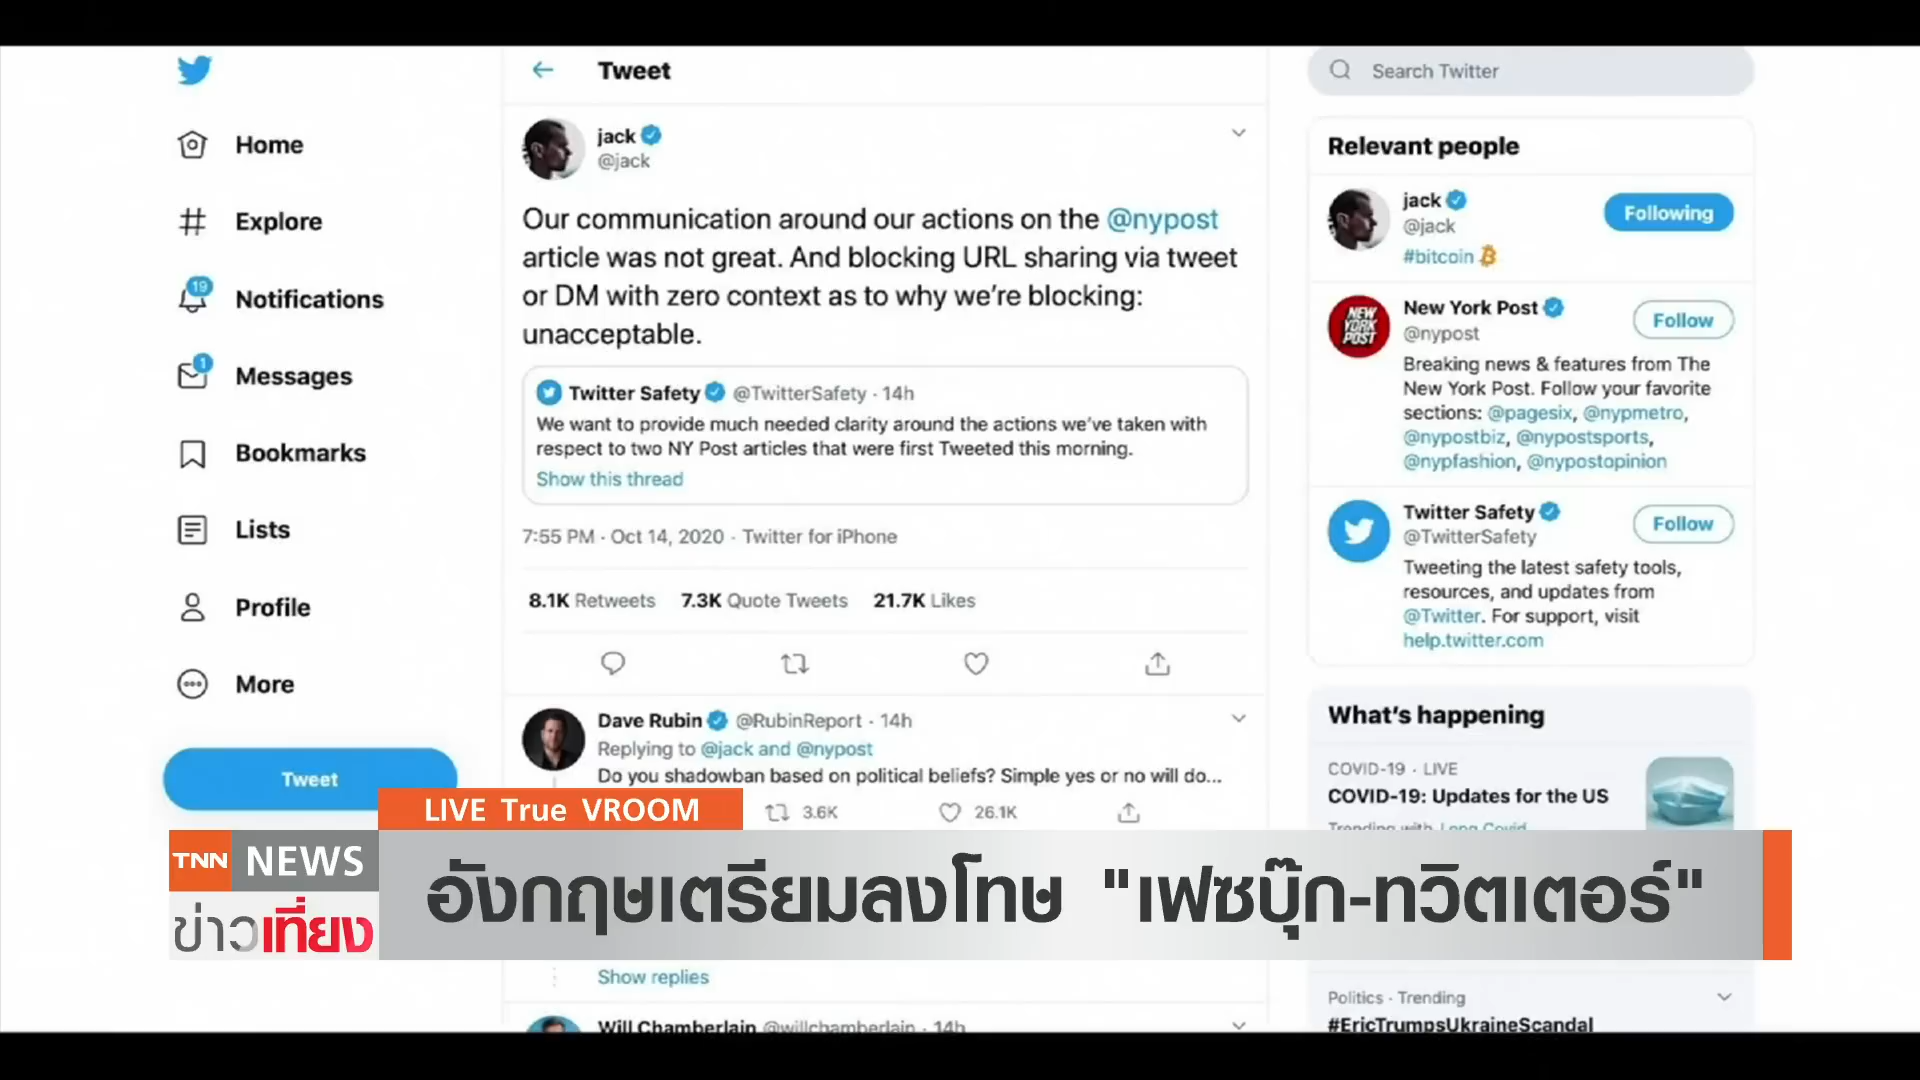 Home
Explore
19
Notifications
1
Messages
Bookmarks
Lists
Profile
More
Tweet
Tweet
jack
@jack
Our communication around our actions on the @nypost
article was not great. And blocking URL sharing via tweet
or DM with zero context as to why we're blocking:
unacceptable.
Twitter Safety @TwitterSafety · 14h
We want to provide much needed clarity around the actions we've taken with
respect to two NY Post articles that were first Tweeted this morning.
Show this thread
7:55 PM · Oct 14, 2020 · Twitter for iPhone
8.1K Retweets 7.3K Quote Tweets 21.7K Likes
Dave Rubin @RubinReport · 14h
Replying to @jack and @nypost
Do you shadowban based on political beliefs? Simple yes or no will do...
3.6K 26.1K
Show replies
Will Chamberlain @willchamberlain · 14h
Search Twitter
Relevant people
jack
@jack
#bitcoin
Following
NEW
YORK
POST
New York Post
@nypost
Follow
Breaking news & features from The
New York Post. Follow your favorite
sections: @pagesix, @nypmetro,
@nypostbiz, @nypostsports,
@nypfashion, @nypostopinion
Twitter Safety
@TwitterSafety
Follow
Tweeting the latest safety tools,
resources, and updates from
@Twitter. For support, visit
help.twitter.com
What's happening
COVID-19 · LIVE
COVID-19: Updates for the US
Trending with Long Covid
Politics · Trending
#EricTrumpsUkraineScandal
LIVE True VROOM
TNN NEWS
ข่าวเที่ยง
อังกฤษเตรียมลงโทษ "เฟซบุ๊ก-ทวิตเตอร์"